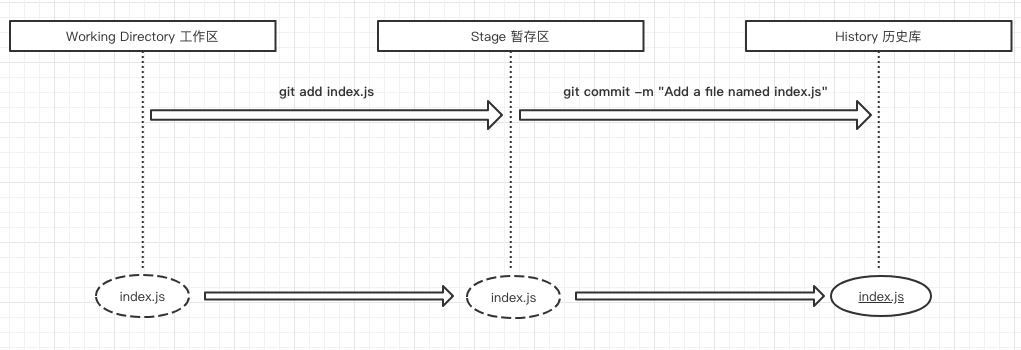 Working Directory 工作区
Stage 暂存区
History 历史库
git add index.js
git commit –m "Add a file named index.js"
index.js
index.js
index.js